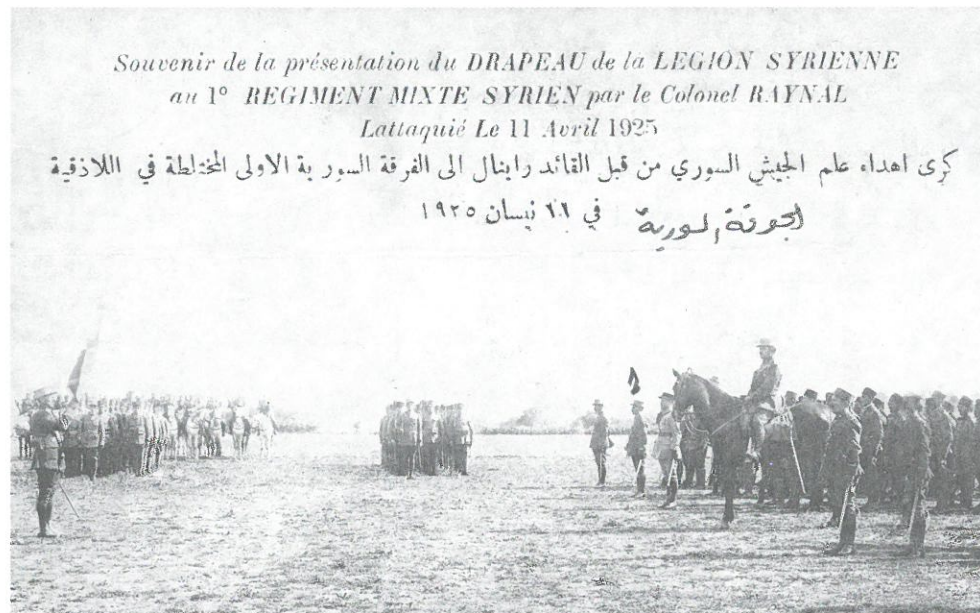 Souvenir de la présentation du DRAPEAU de la LEGION SYRIENNE
au 1° REGIMENT MIXTE SYRIEN par le Colonel RAYNAL
Lattaquié Le 11 Avril 1925
كرى اهداء علم الجيش السوري من قبل القائد راينال الى الفرقة السورية الاولى المختلطة في اللاذقية
في ١١ نيسان ١٩٢٥
الجوقة السورية